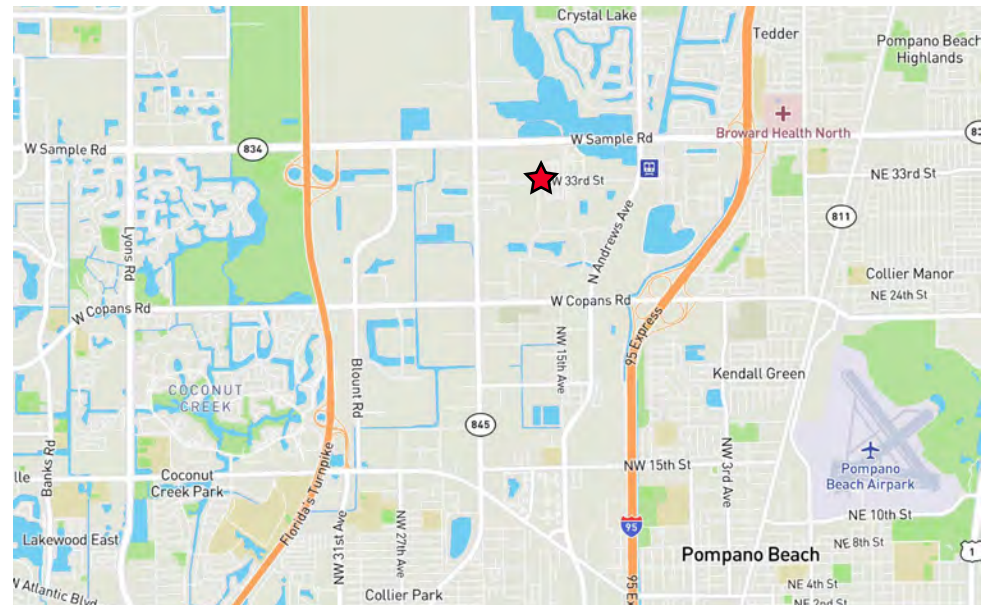 Crystal Lake
Tedder
Pompano Beach
Highlands
Broward Health North
W Sample Rd
834
W Sample Rd
W 33rd St
NE 33rd St
811
Lyons Rd
N Andrews Ave
Collier Manor
NE 24th St
W Copans Rd
W Copans Rd
95 Express
NW 15th Ave
Blount Rd
Kendall Green
COCONUT
CREEK
845
Banks Rd
Coconut
Creek Park
Florida's Turnpike
NW 15th St
NW 3rd Ave
Pompano
Beach Airpark
NE 10th St
NW 31st Ave
NW 27th Ave
95
Lakewood East
Pompano Beach
NE 8th St
1
W Atlantic Blvd
Collier Park
95 E
NE 4th St
NE 2nd St